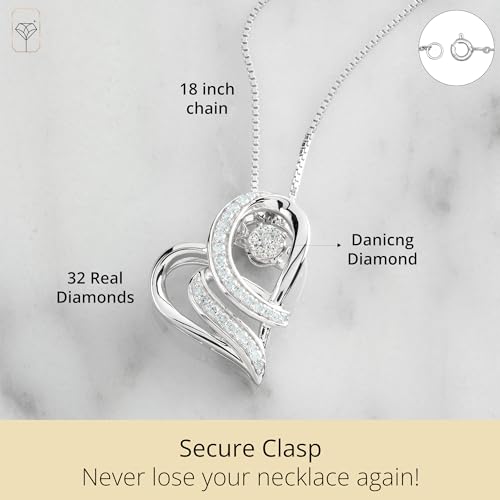 18 inch
chain
Danicng
Diamond
32 Real
Diamonds
Secure Clasp
Never lose your necklace again!